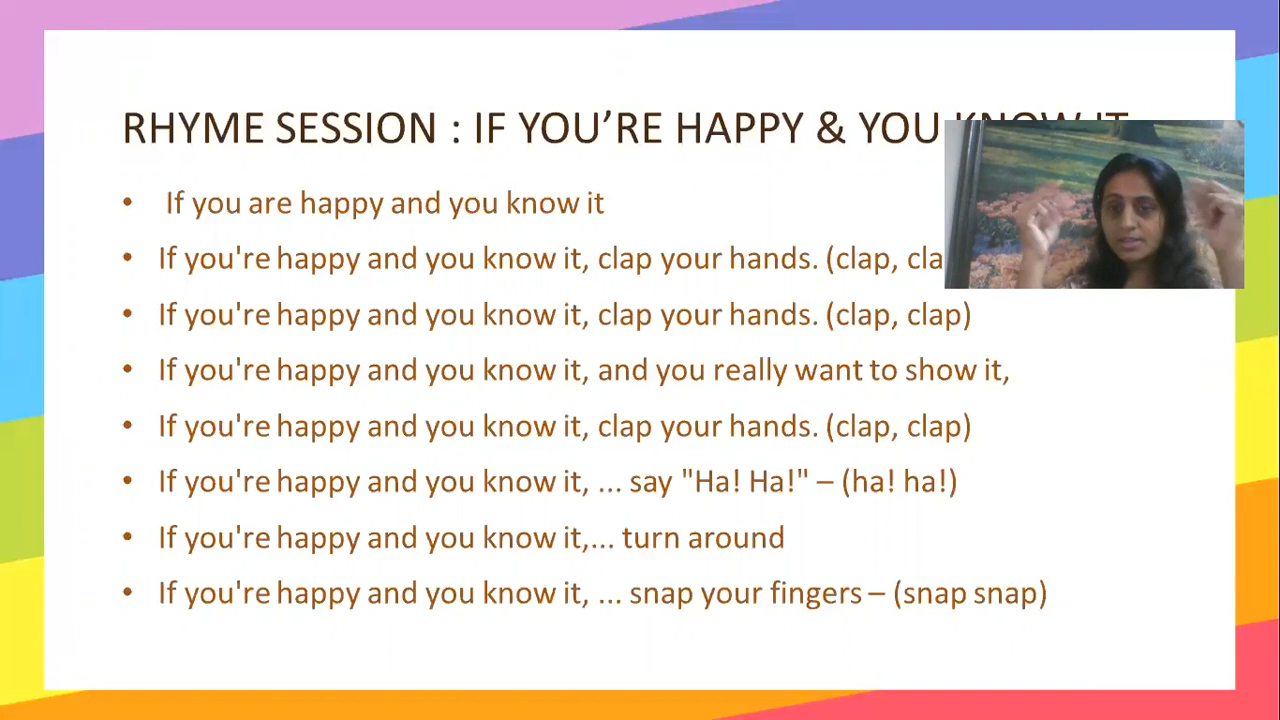 RHYME SESSION : IF YOU’RE HAPPY & YOU KNOW IT
• If you are happy and you know it
• If you're happy and you know it, clap your hands. (clap, cla
• If you're happy and you know it, clap your hands. (clap, clap)
• If you're happy and you know it, and you really want to show it,
• If you're happy and you know it, clap your hands. (clap, clap)
• If you're happy and you know it, ... say "Ha! Ha!" – (ha! ha!)
• If you're happy and you know it,... turn around
• If you're happy and you know it, ... snap your fingers – (snap snap)